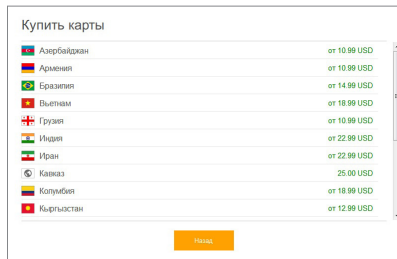 Купить карты
Азербайджан от 10.99 USD
Армения от 10.99 USD
Бразилия от 14.99 USD
Вьетнам от 18.99 USD
Грузия от 10.99 USD
Индия от 22.99 USD
Иран от 22.99 USD
Кавказ 25.00 USD
Колумбия от 18.99 USD
Кыргызстан от 12.99 USD
Назад